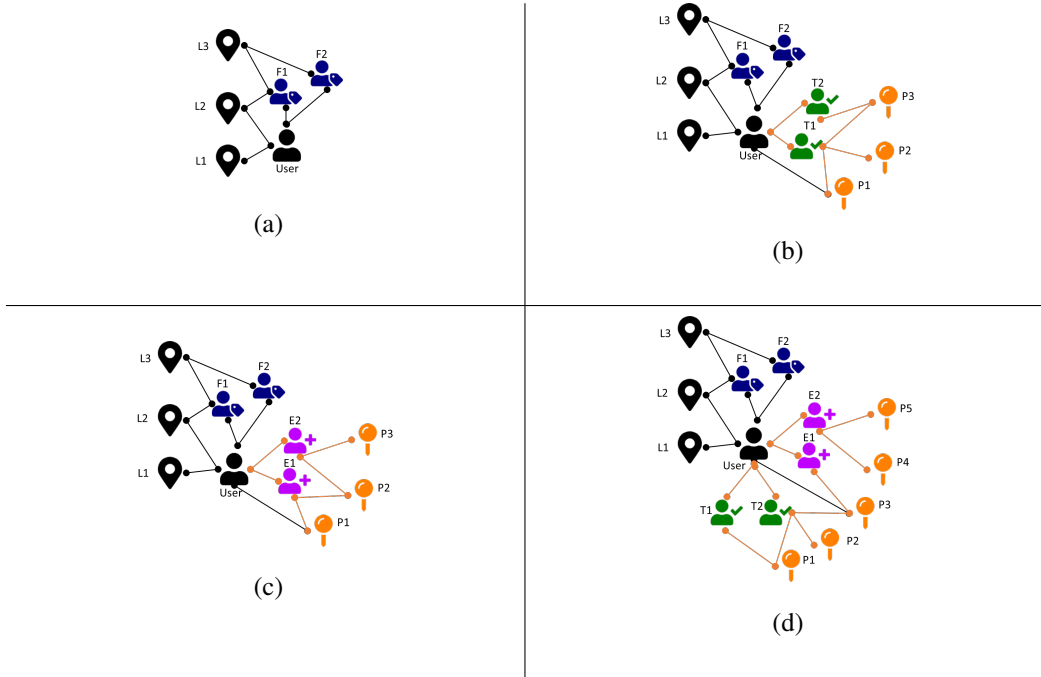 L3
F2
F1
L2
L1
User
(a)
L3
F2
F1
L2
T2
P3
T1
L1
User
P2
P1
(b)
L3
F2
F1
L2
E2
P3
E1
L1
User
P2
P1
(c)
L3
F2
F1
L2
E2
P5
E1
L1
User
P4
T1
T2
P3
P2
P1
(d)